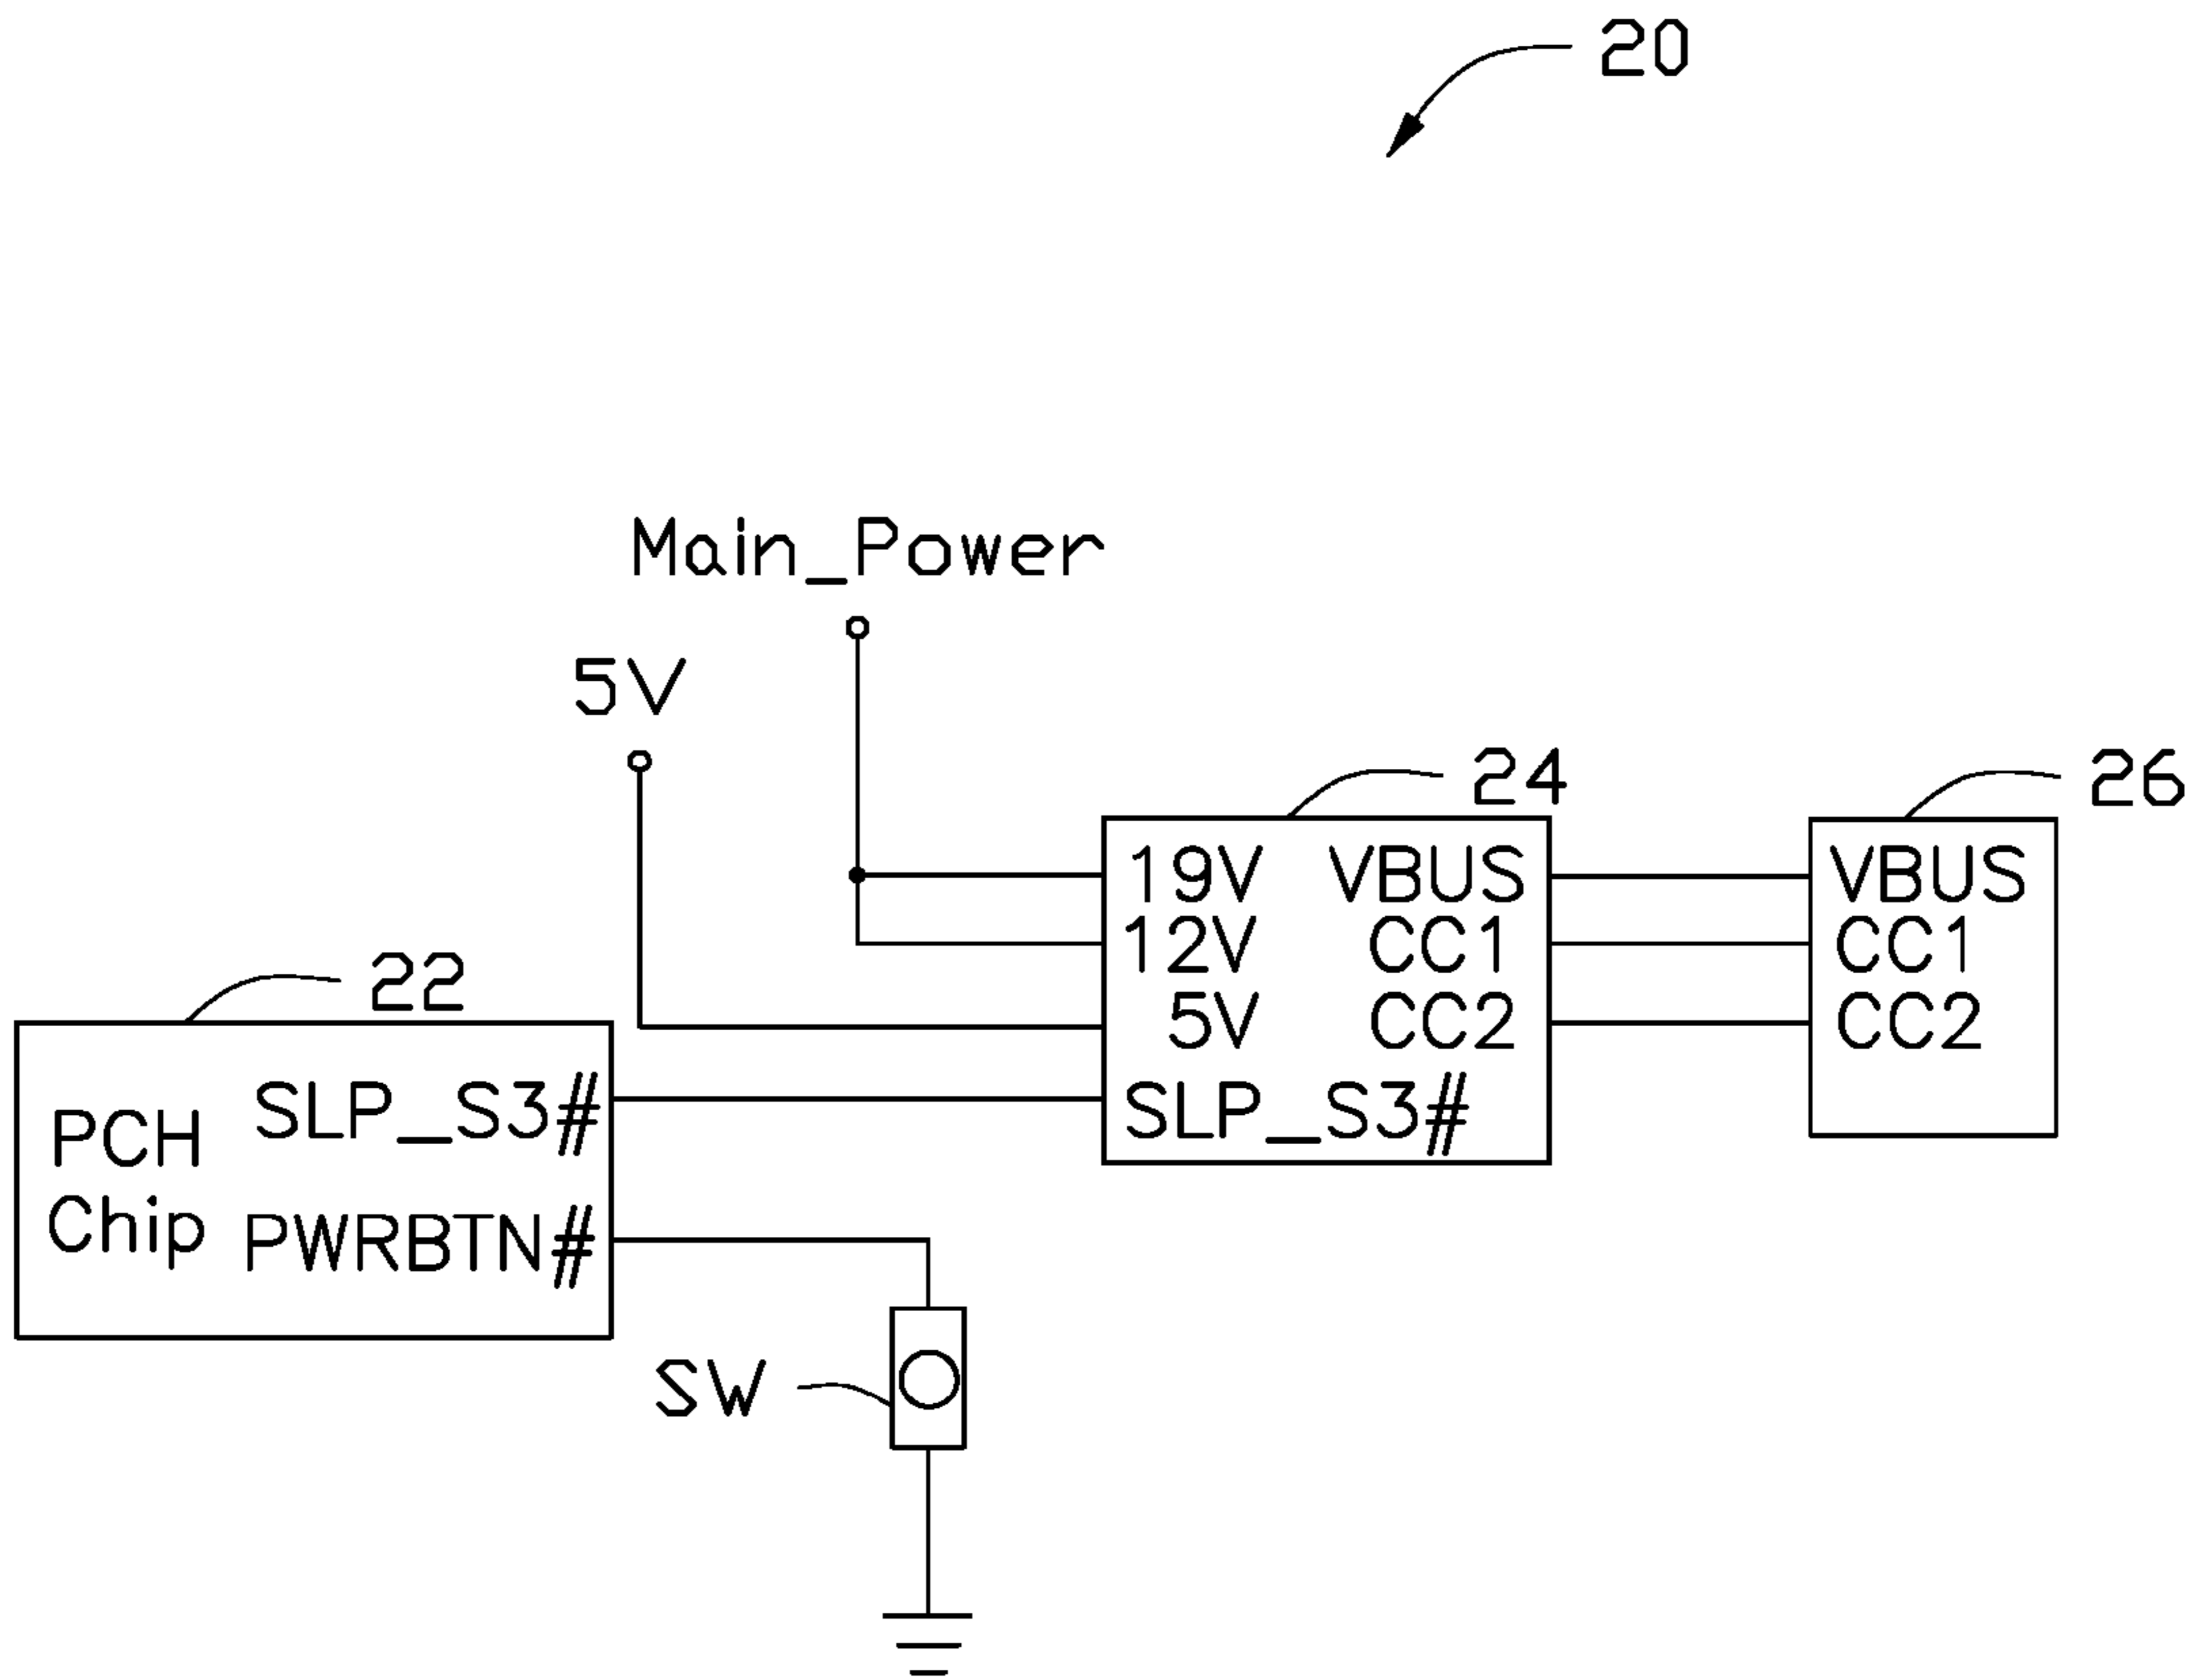 20
Main_Power
5V
24
26
19V VBUS
12V CC1
5V CC2
SLP_S3#
VBUS
CC1
CC2
22
PCH
Chip
SLP_S3#
PWRBTN#
SW